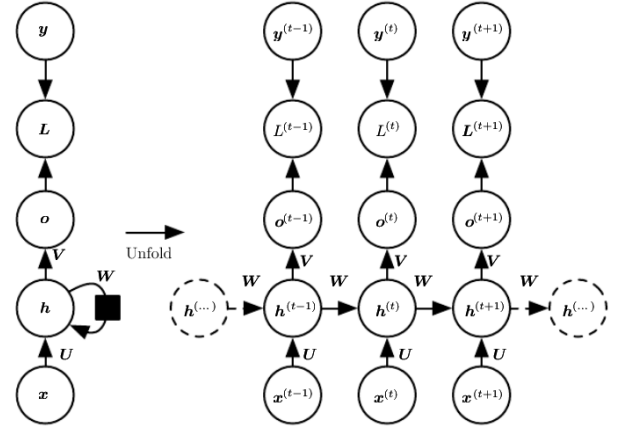 y y^(t−1) y^(t) y^(t+1)
L L^(t−1) L^(t) L^(t+1)
o o^(t−1) o^(t) o^(t+1)
Unfold
V V V V
W W W W W
h h^(...) h^(t−1) h^(t) h^(t+1) h^(...)
U U U U
x x^(t−1) x^(t) x^(t+1)